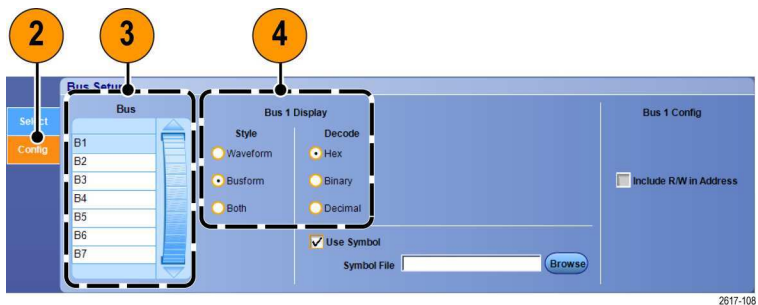 2 3 4
Bus Setup
Select
Config
Bus
B1
B2
B3
B4
B5
B6
B7
Bus 1 Display
Style Decode
Waveform Hex
Busform Binary
Both Decimal
Use Symbol
Symbol File Browse
Bus 1 Config
Include R/W in Address
2617-108